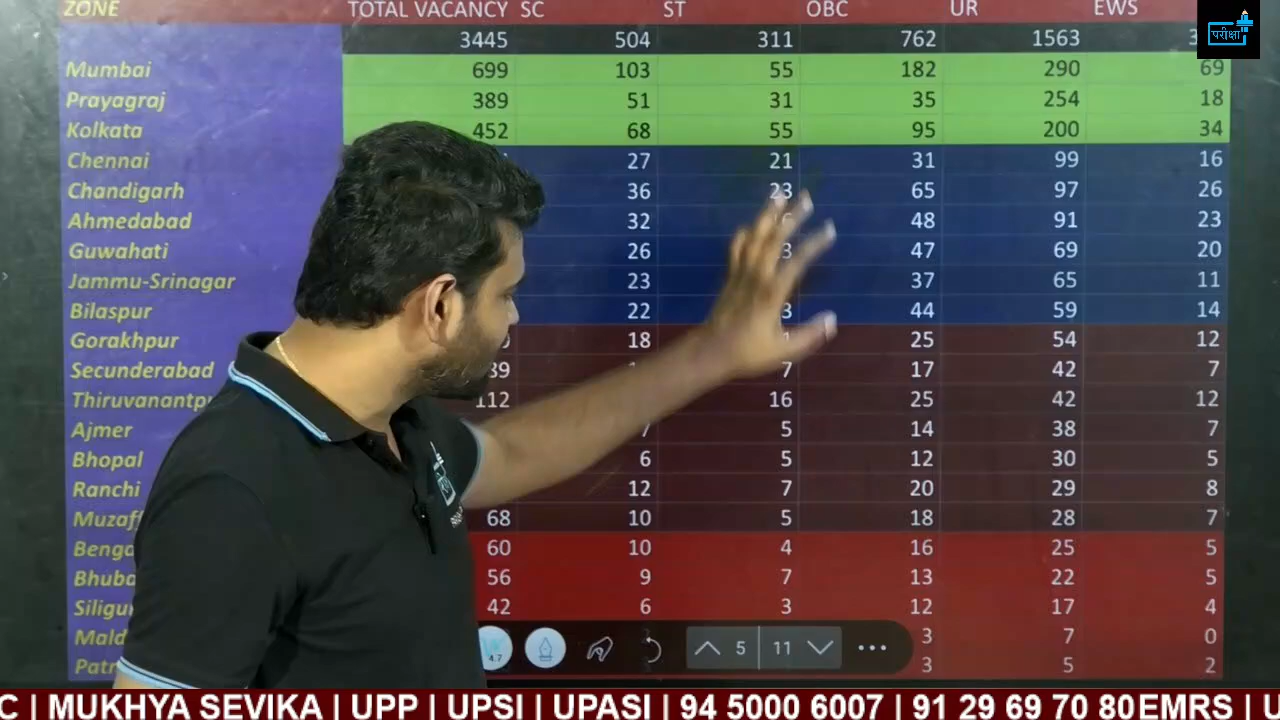 ZONE TOTAL VACANCY SC ST OBC UR EWS
परीक्षा
3445 504 311 762 1563
Mumbai 699 103 55 182 290 69
Prayagraj 389 51 31 35 254 18
Kolkata 452 68 55 95 200 34
Chennai 27 21 31 99 16
Chandigarh 36 23 65 97 26
Ahmedabad 32 48 91 23
Guwahati 26 47 69 20
Jammu-Srinagar 23 37 65 11
Bilaspur 22 44 59 14
Gorakhpur 18 25 54 12
Secunderabad 7 17 42 7
112 16 25 42 12
Ajmer 5 14 38 7
Bhopal 6 5 12 30 5
Ranchi 12 7 20 29 8
68 10 5 18 28 7
60 10 4 16 25 5
56 9 7 13 22 5
42 6 3 12 17 4
3 7 0
3 5 2
4.7 5 11
C | MUKHYA SEVIKA | UPP | UPSI | UPASI | 94 5000 6007 | 91 29 69 70 80 EMRS | U